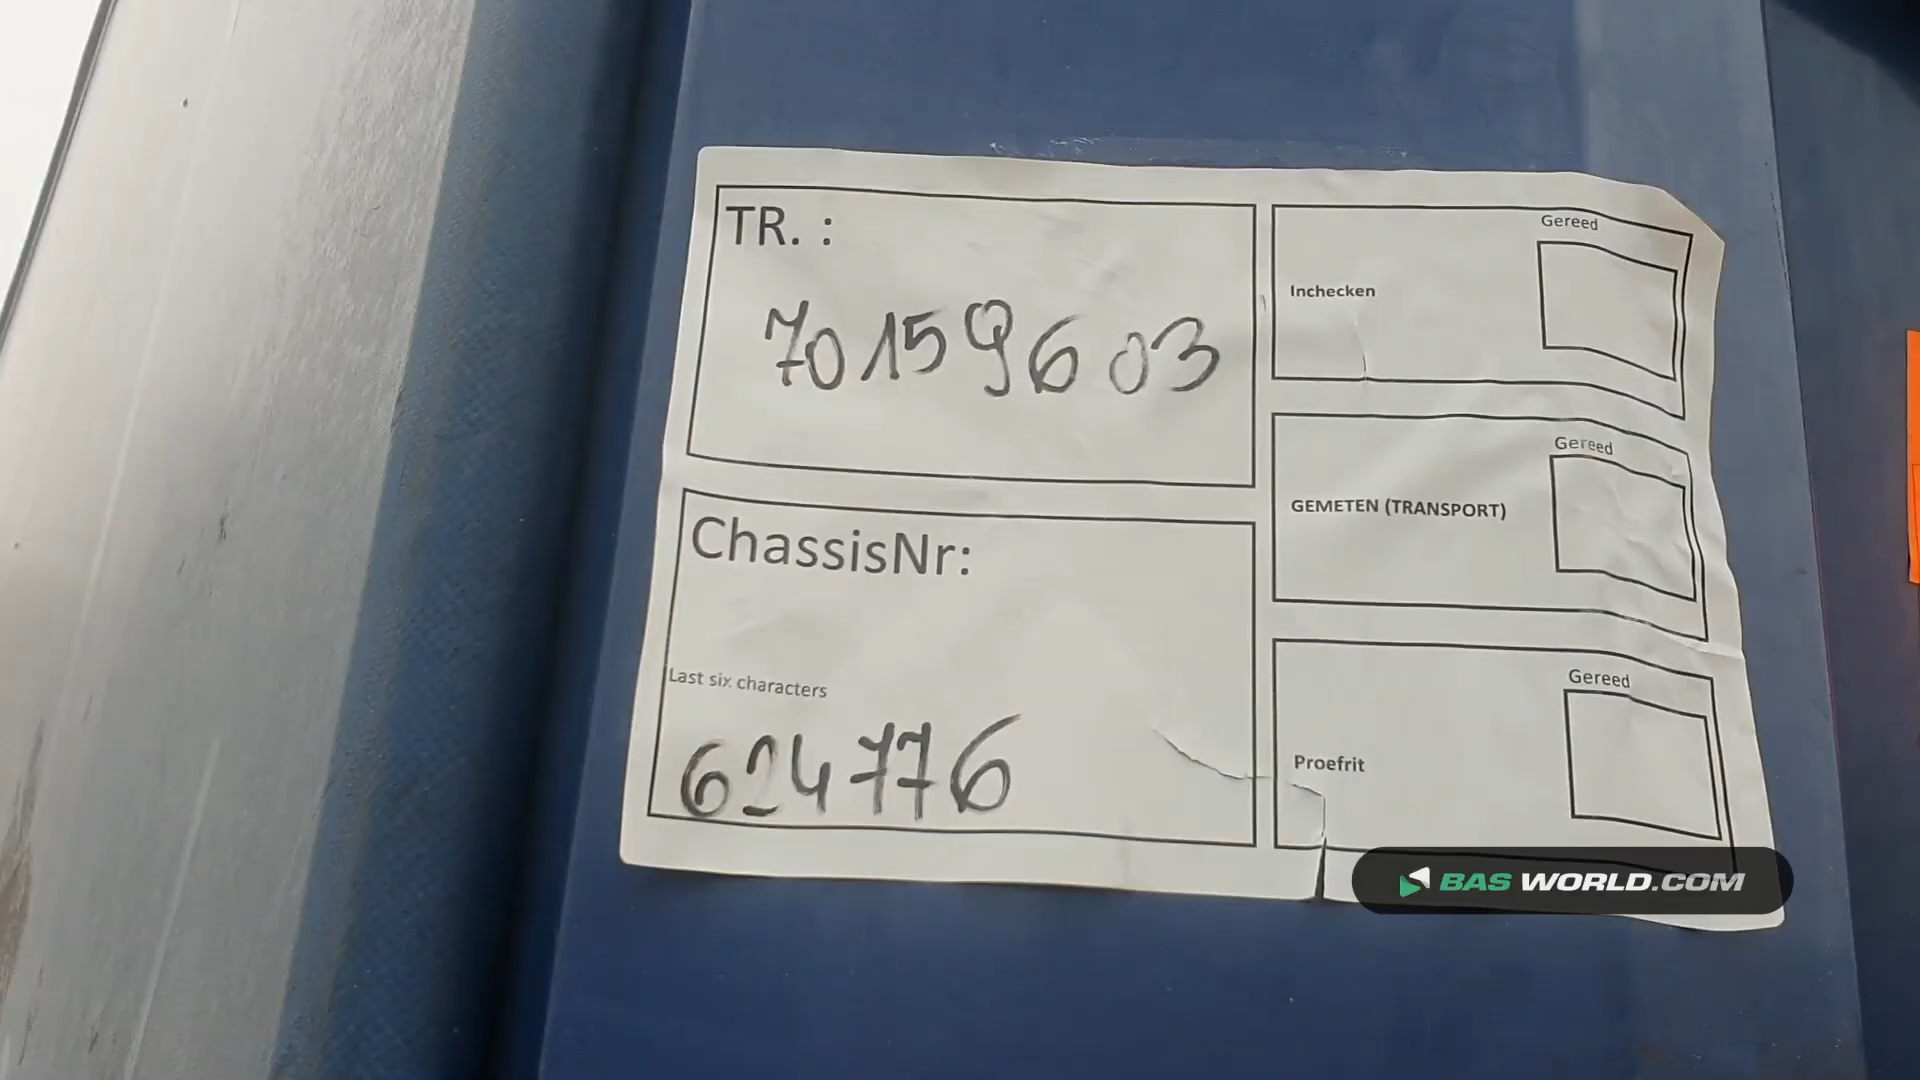 TR. :
70159603
ChassisNr:
Last six characters
624776
Gereed
Inchecken
Gereed
GEMETEN (TRANSPORT)
Gereed
Proefrit
BAS WORLD.COM